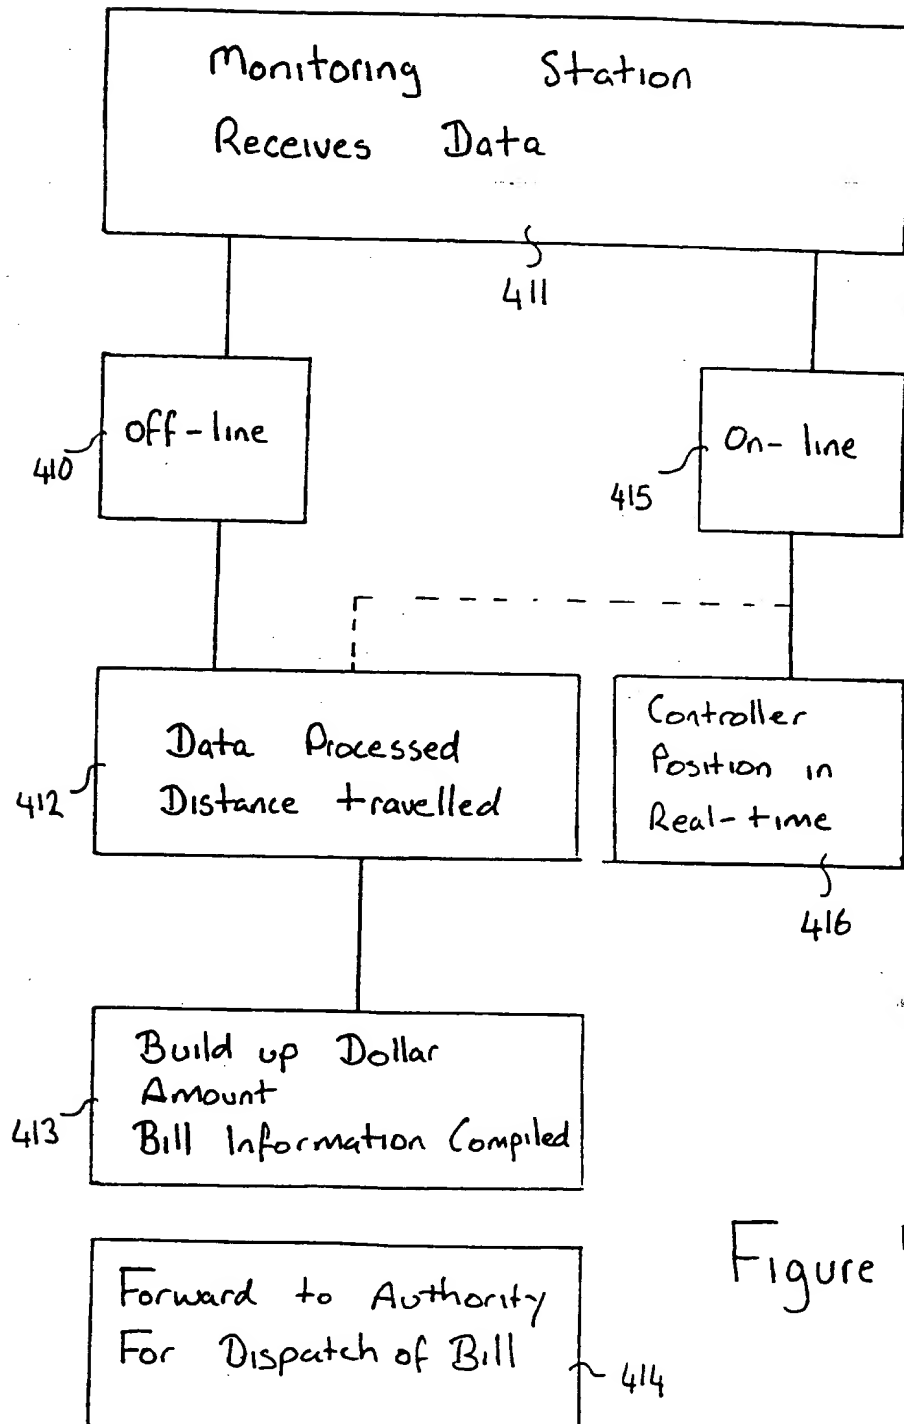 Monitoring Station
Receives Data
411
Off-line
410
On-line
415
Data Processed
Distance travelled
412
Controller
Position in
Real-time
416
Build up Dollar
Amount
Bill Information Compiled
413
Figure
Forward to Authority
For Dispatch of Bill
414